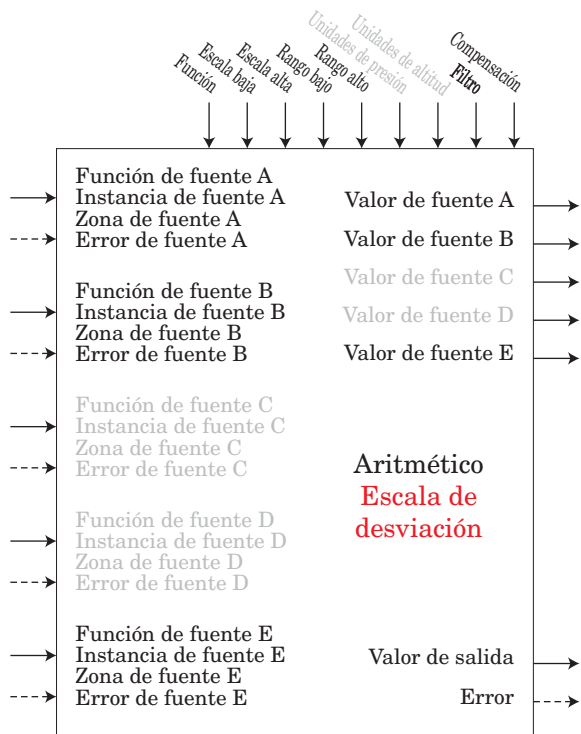 Función
Escala baja
Escala alta
Rango bajo
Rango alto
Unidades de presión
Unidades de altitud
Filtro
Compensación
Función de fuente A
Instancia de fuente A
Zona de fuente A
Error de fuente A
Función de fuente B
Instancia de fuente B
Zona de fuente B
Error de fuente B
Función de fuente C
Instancia de fuente C
Zona de fuente C
Error de fuente C
Función de fuente D
Instancia de fuente D
Zona de fuente D
Error de fuente D
Función de fuente E
Instancia de fuente E
Zona de fuente E
Error de fuente E
Valor de fuente A
Valor de fuente B
Valor de fuente C
Valor de fuente D
Valor de fuente E
Aritmético
Escala de
desviación
Valor de salida
Error